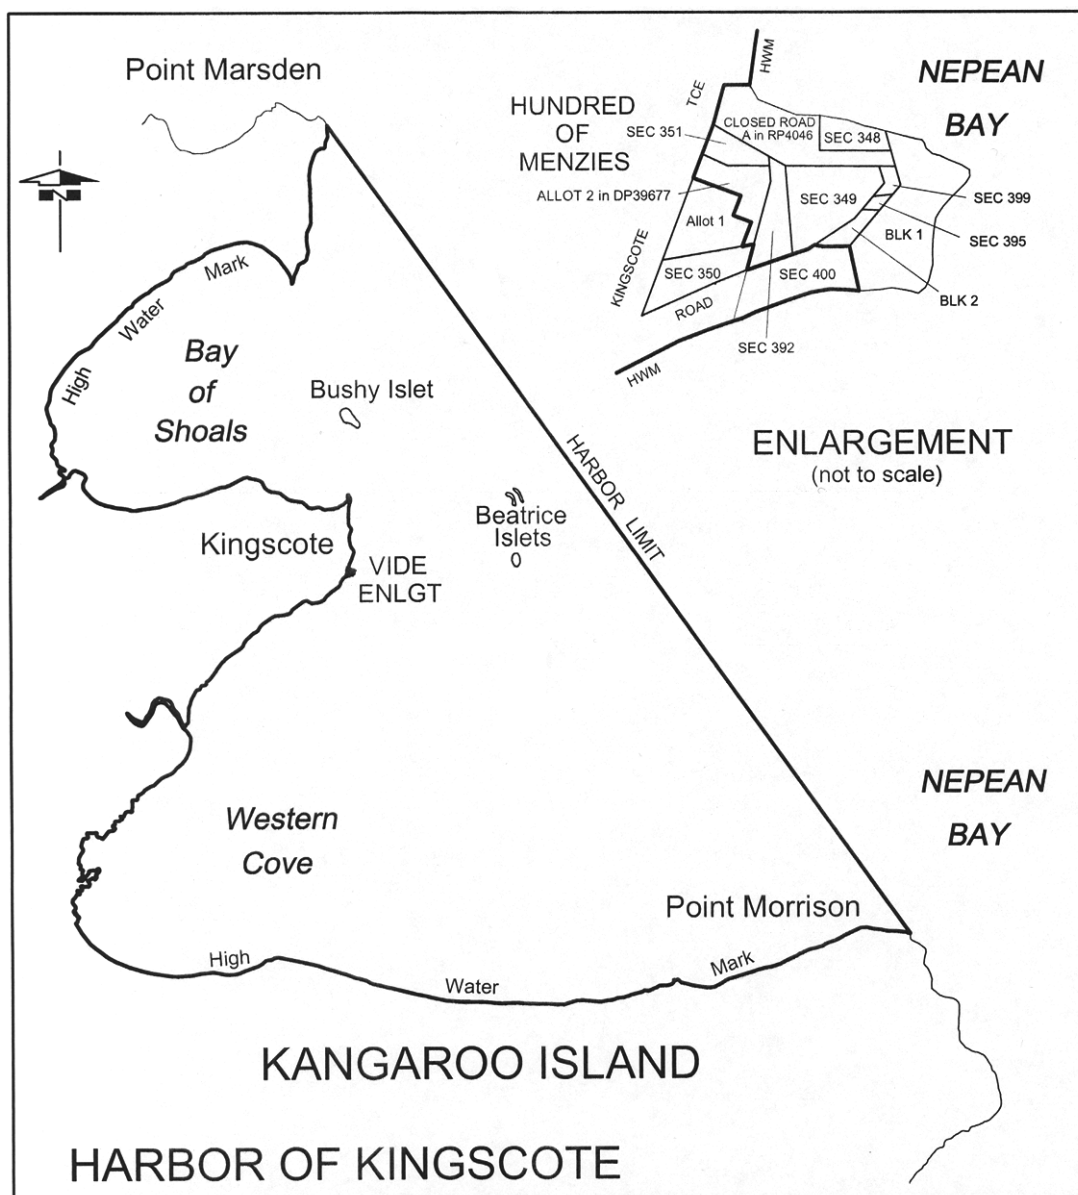 Point Marsden
HUNDRED
OF
MENZIES
NEPEAN
BAY
HWM
TCE
SEC 351
CLOSED ROAD
A in RP4046
SEC 348
ALLOT 2 in DP39677
SEC 349
SEC 399
Allot 1
BLK 1
SEC 395
KINGSCOTE
SEC 350
SEC 400
BLK 2
ROAD
SEC 392
HWM
ENLARGEMENT
(not to scale)
N
High Water Mark
Bay
of
Shoals
Bushy Islet
HARBOR LIMIT
Beatrice
Islets
Kingscote
VIDE
ENLGT
Western
Cove
NEPEAN
BAY
Point Morrison
High Water Mark
KANGAROO ISLAND
HARBOR OF KINGSCOTE